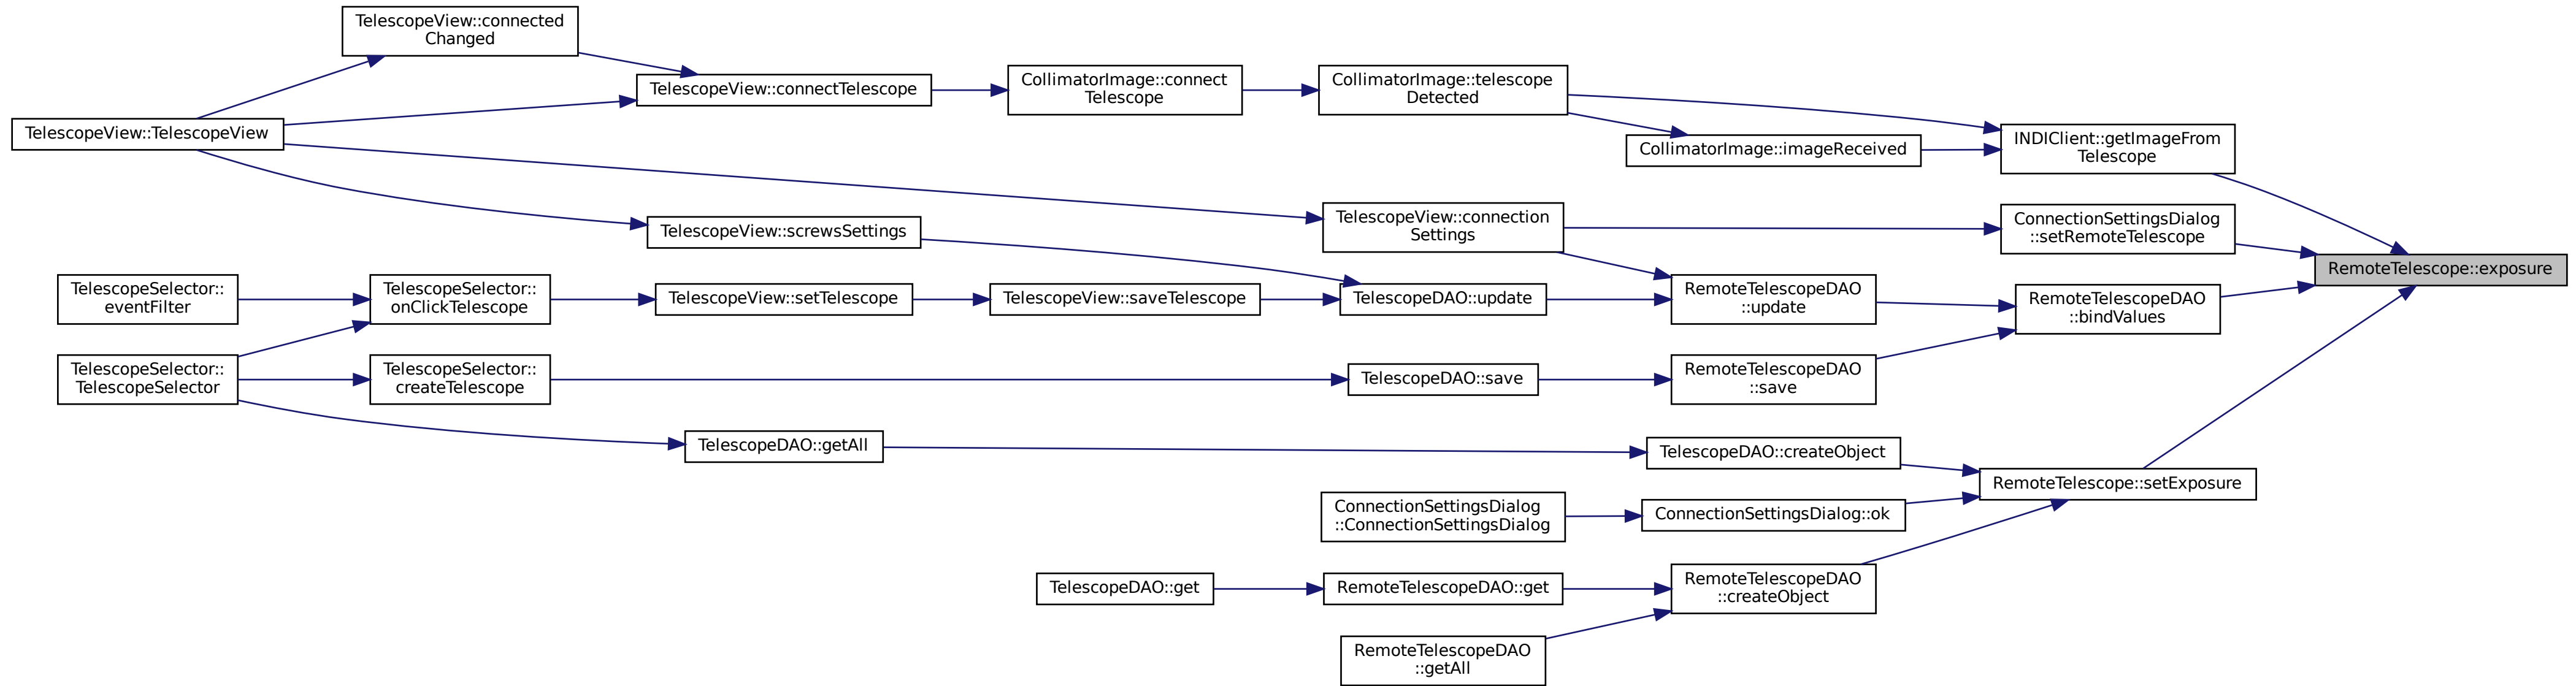 TelescopeView::connected
Changed
TelescopeView::connectTelescope
CollimatorImage::connect
Telescope
CollimatorImage::telescope
Detected
TelescopeView::TelescopeView
INDIClient::getImageFrom
Telescope
CollimatorImage::imageReceived
TelescopeView::connection
Settings
ConnectionSettingsDialog
::setRemoteTelescope
TelescopeView::screwsSettings
RemoteTelescope::exposure
TelescopeSelector::
eventFilter
TelescopeSelector::
onClickTelescope
TelescopeView::setTelescope
TelescopeView::saveTelescope
TelescopeDAO::update
RemoteTelescopeDAO
::update
RemoteTelescopeDAO
::bindValues
TelescopeSelector::
TelescopeSelector
TelescopeSelector::
createTelescope
TelescopeDAO::save
RemoteTelescopeDAO
::save
TelescopeDAO::getAll
TelescopeDAO::createObject
RemoteTelescope::setExposure
ConnectionSettingsDialog
::ConnectionSettingsDialog
ConnectionSettingsDialog::ok
TelescopeDAO::get
RemoteTelescopeDAO::get
RemoteTelescopeDAO
::createObject
RemoteTelescopeDAO
::getAll